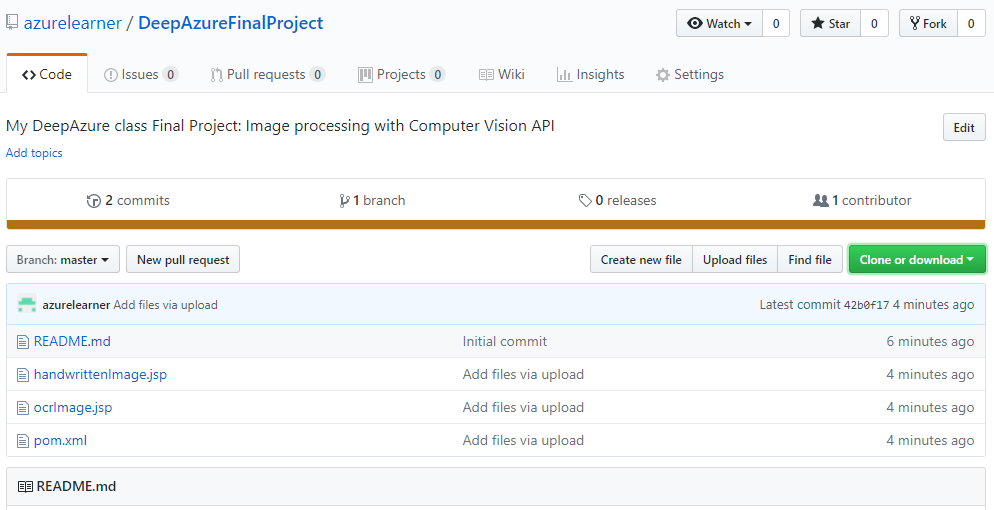 azurelearner / DeepAzureFinalProject
Watch 0 Star 0 Fork 0
Code Issues 0 Pull requests 0 Projects 0 Wiki Insights Settings
My DeepAzure class Final Project: Image processing with Computer Vision API
Edit
Add topics
2 commits 1 branch 0 releases 1 contributor
Branch: master New pull request Create new file Upload files Find file Clone or download
azurelearner Add files via upload Latest commit 42b0f17 4 minutes ago
README.md Initial commit 6 minutes ago
handwrittenImage.jsp Add files via upload 4 minutes ago
ocrImage.jsp Add files via upload 4 minutes ago
pom.xml Add files via upload 4 minutes ago
README.md